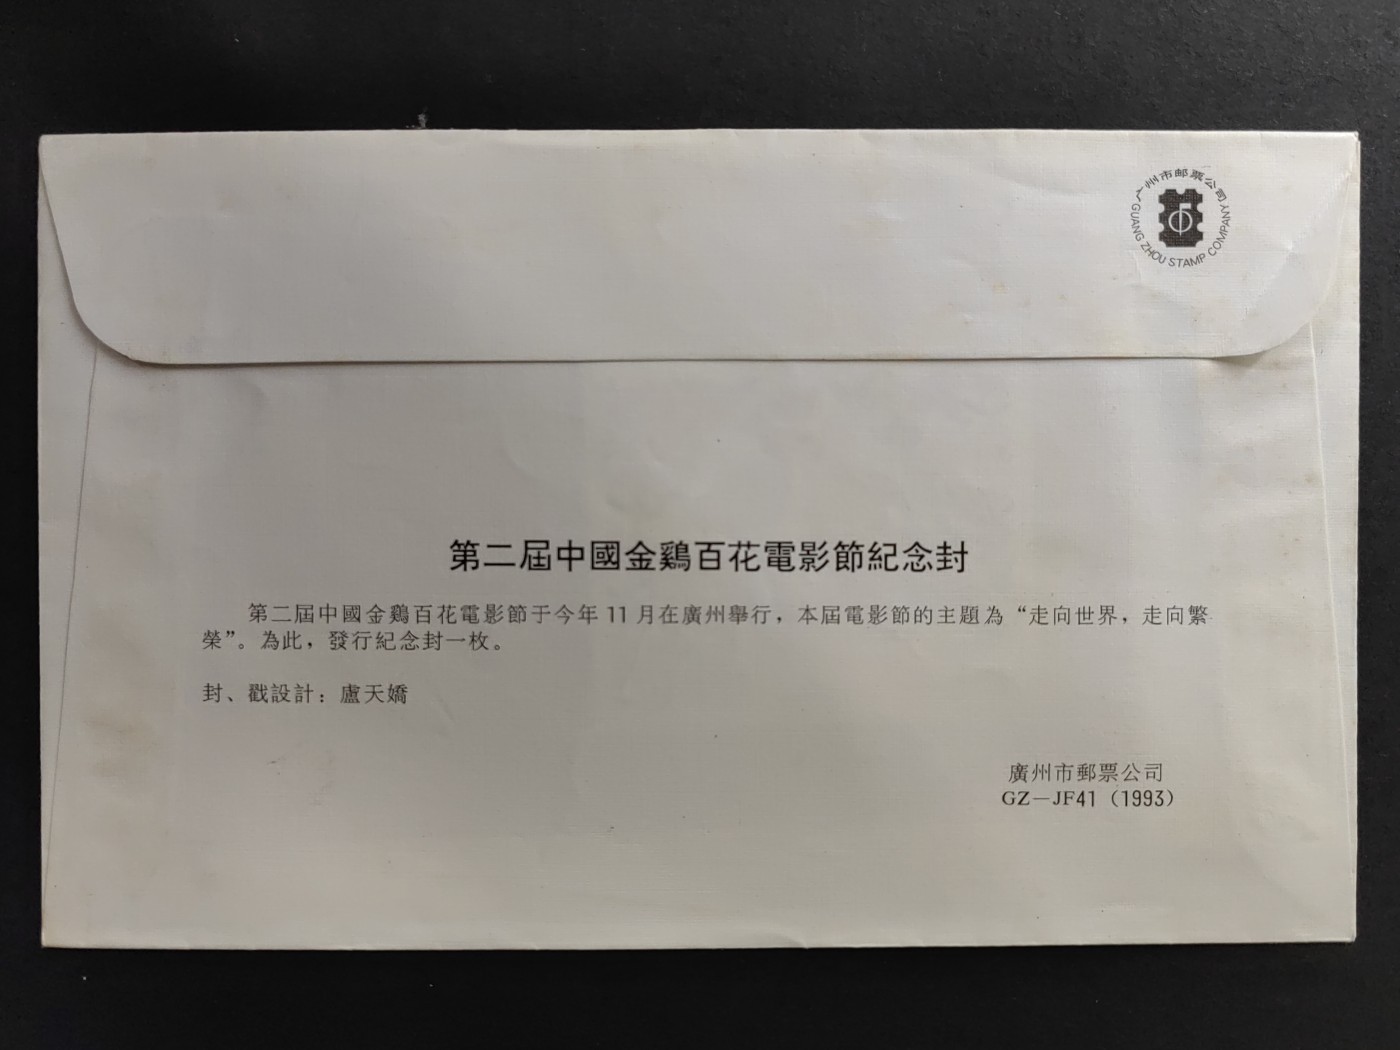 广州市邮票公司
GUANG ZHOU STAMP COMPANY
第二屆中國金鷄百花電影節紀念封
第二屆中國金鷄百花電影節于今年 11 月在廣州舉行，本屆電影節的主題為“走向世界，走向繁
榮”。為此，發行紀念封一枚。
封、戳設計：盧天嬌
廣州市郵票公司
GZ－JF41（1993）